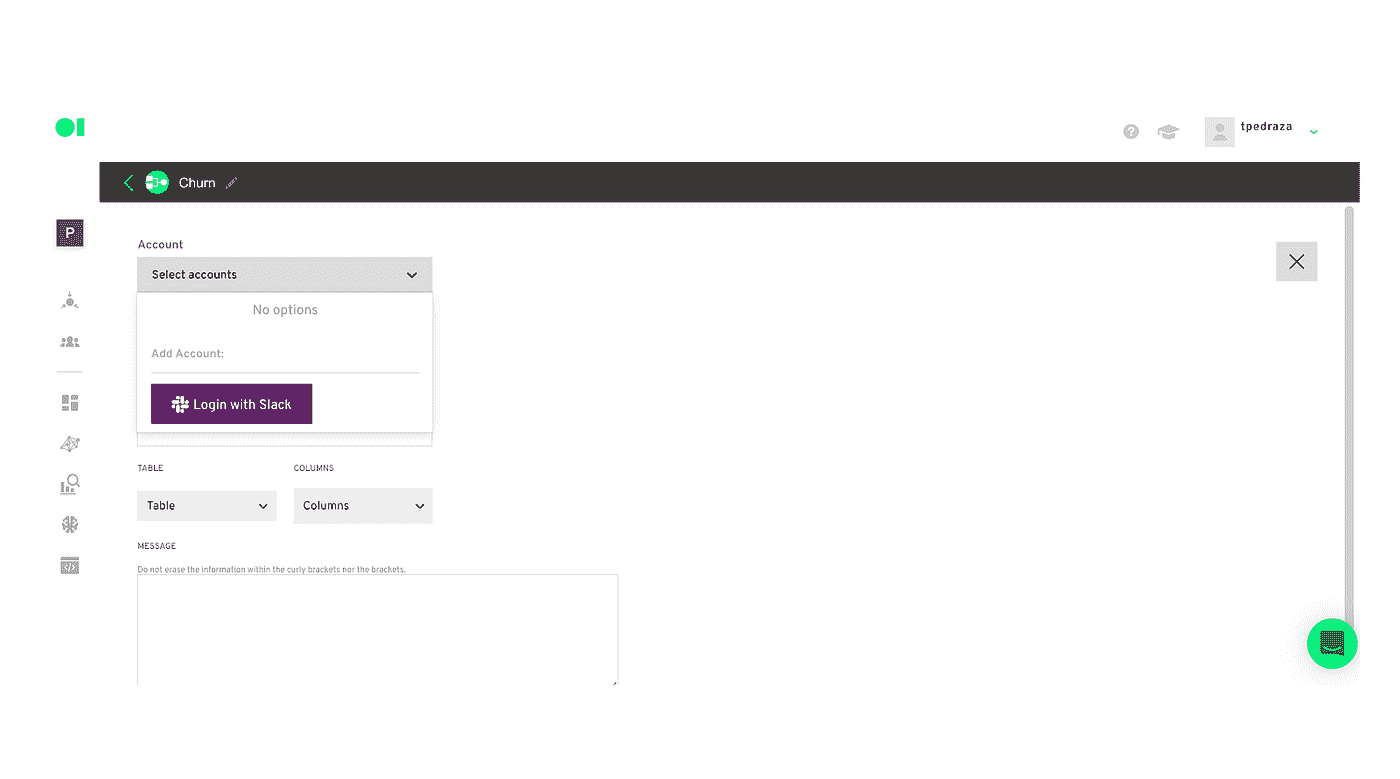 tpedraza
Churn
P
Account
Select accounts
No options
Add Account:
Login with Slack
TABLE
COLUMNS
Table
Columns
MESSAGE
Do not erase the information within the curly brackets nor the brackets.